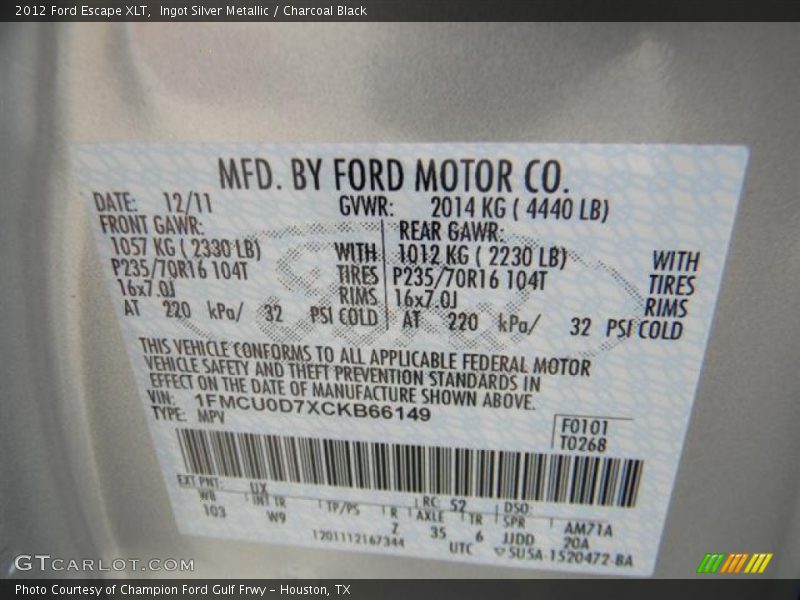 2012 Ford Escape XLT,  Ingot Silver Metallic / Charcoal Black
MFD. BY FORD MOTOR CO.
DATE: 12/11 GVWR: 2014 KG ( 4440 LB)
FRONT GAWR: REAR GAWR:
1057 KG ( 2330 LB) WITH 1012 KG ( 2230 LB) WITH
P235/70R16 104T TIRES P235/70R16 104T TIRES
16x7.0J RIMS 16x7.0J RIMS
AT 220 kPa/ 32 PSI COLD AT 220 kPa/ 32 PSI COLD
THIS VEHICLE CONFORMS TO ALL APPLICABLE FEDERAL MOTOR
VEHICLE SAFETY AND THEFT PREVENTION STANDARDS IN
EFFECT ON THE DATE OF MANUFACTURE SHOWN ABOVE.
VIN: 1FMCU0D7XCKB66149
TYPE: MPV
F0101
T0268
EXT PNT: UX RC: 52 DSO:
WB INT TR TP/PS R AXLE TR SPR AM71A
103 W9 Z 35 6 JJDD 20A
1201112167344 UTC 5U5A-1520472-BA
GTCARLOT.COM
Photo Courtesy of Champion Ford Gulf Frwy - Houston, TX